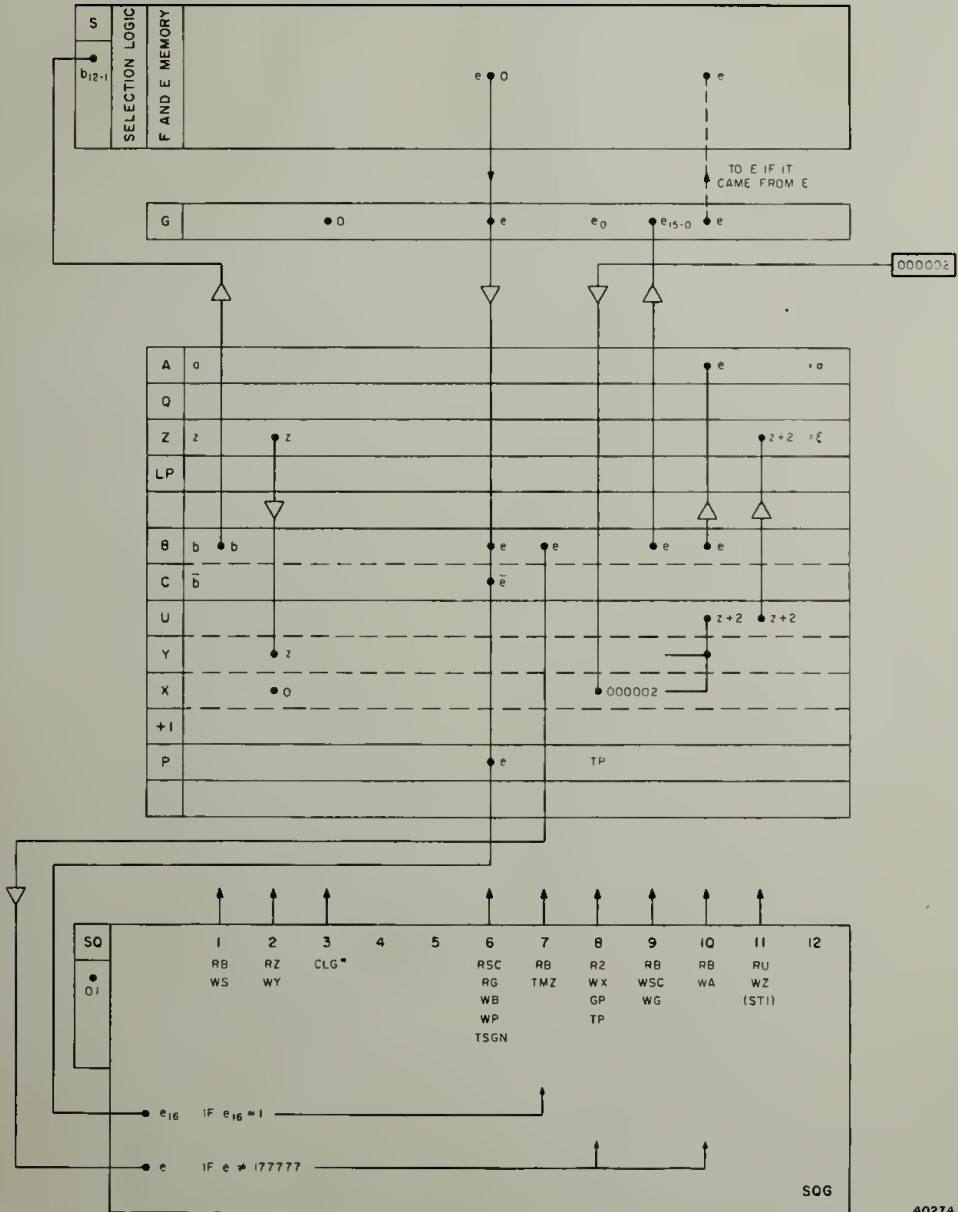 S
b12-1
SELECTION LOGIC
F AND E MEMORY
e 0
e
TO E IF IT
CAME FROM E
G
0
e
e0
e15-0
e
000002
A a e =a
Q
Z z z z+2 =ξ
LP
B b b e e e e
C b̄ ē
U z+2 z+2
Y z
X 0 000002
+1
P e TP
SQ 1 2 3 4 5 6 7 8 9 10 11 12
01
RB RZ CLG* RSC RB R2 RB RB RU
WS WY RG TMZ WX WSC WA WZ
WB GP WG (STI)
WP TP
TSGN
e16 IF e16 = 1
e IF e ≠ 177777
SQG
40274